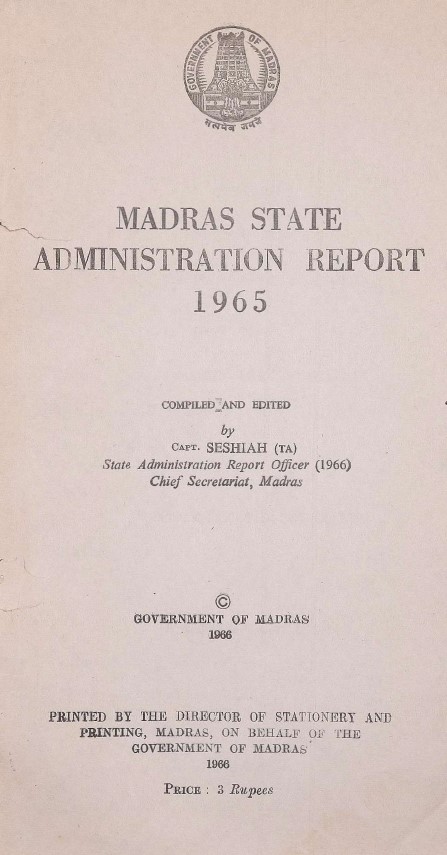 GOVERNMENT OF MADRAS
सत्यमेव जयते
MADRAS STATE
ADMINISTRATION REPORT
1965
COMPILED AND EDITED
by
CAPT. SESHIAH (TA)
State Administration Report Officer (1966)
Chief Secretariat, Madras
©
GOVERNMENT OF MADRAS
1966
PRINTED BY THE DIRECTOR OF STATIONERY AND
PRINTING, MADRAS, ON BEHALF OF THE
GOVERNMENT OF MADRAS
1966
PRICE : 3 Rupees